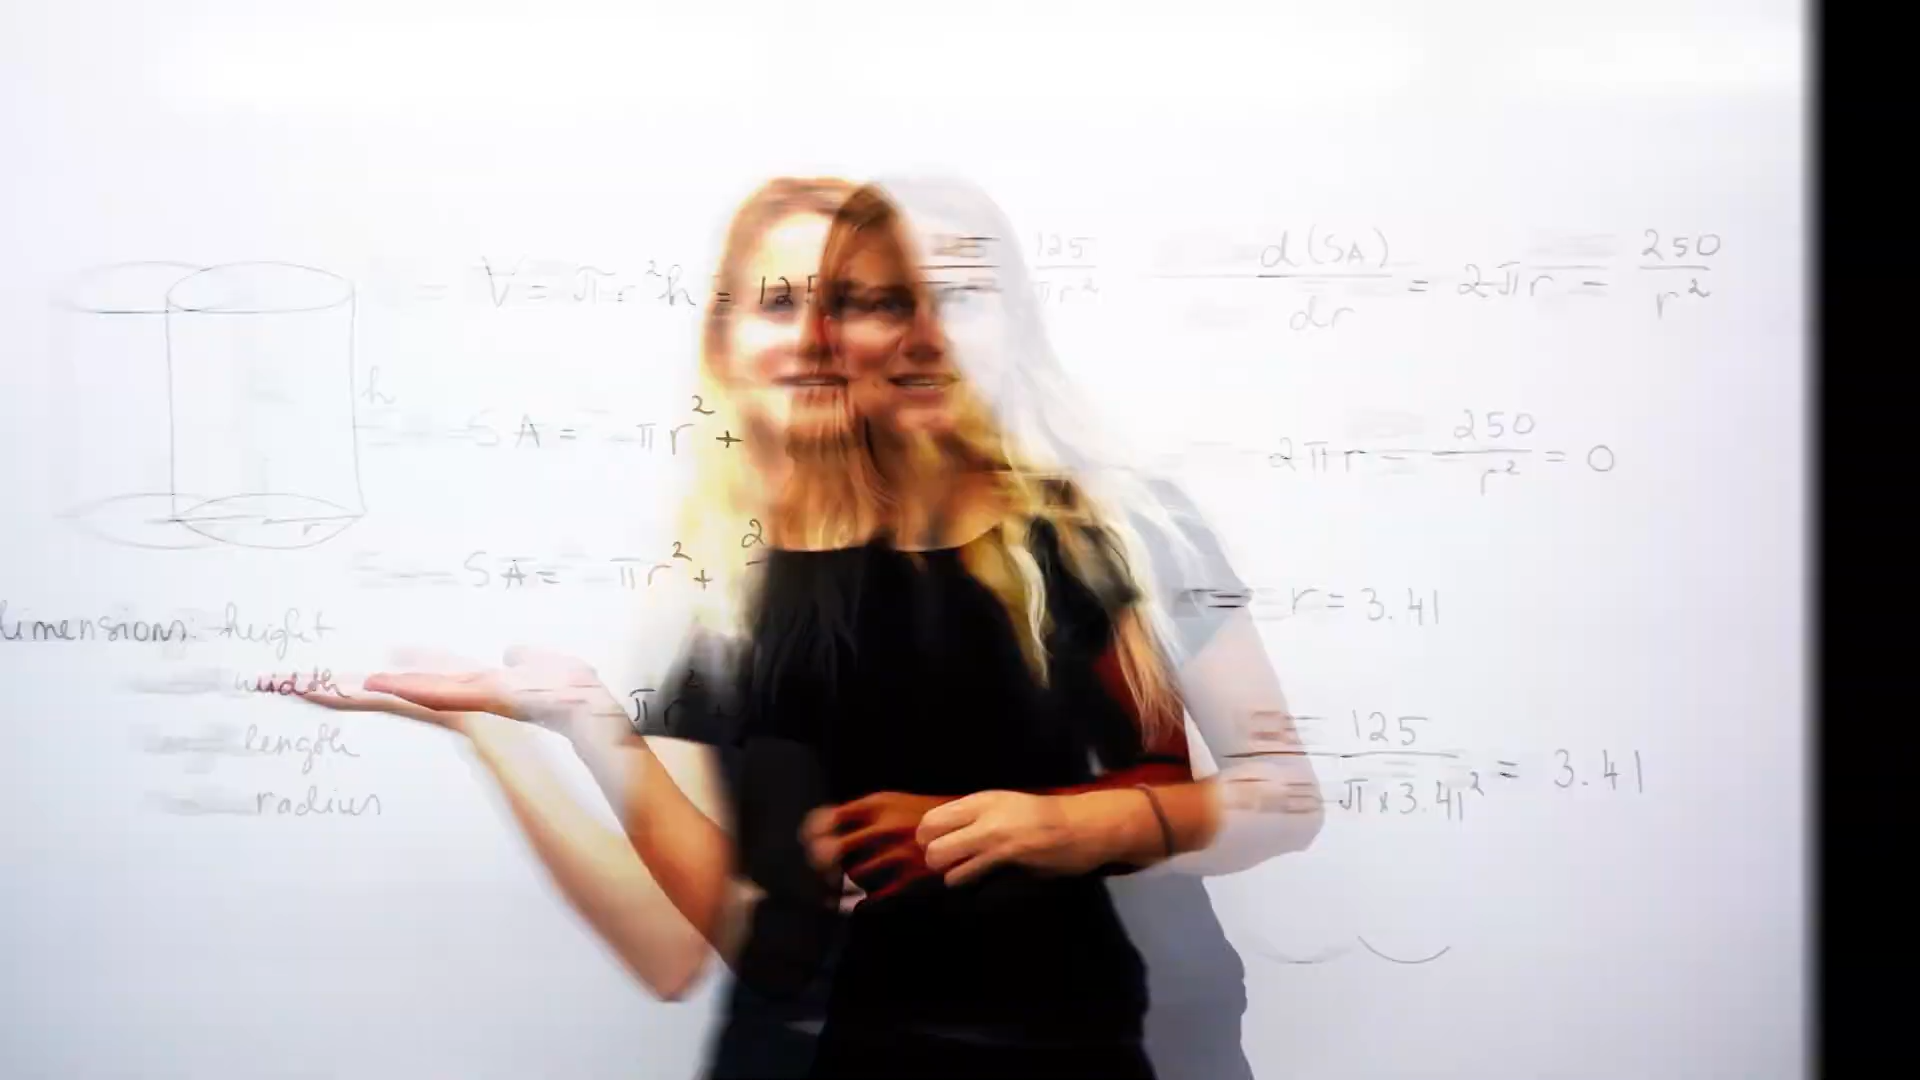 h
r
dimensions: height
width
length
radius
V = πr²h = 125
SA = πr² +
SA = πr² + 2
πr²
125
πr²
d(SA)
dr
= 2πr - 250
r²
2πr - 250
r²
= 0
r = 3.41
= 125
π x 3.41²
= 3.41